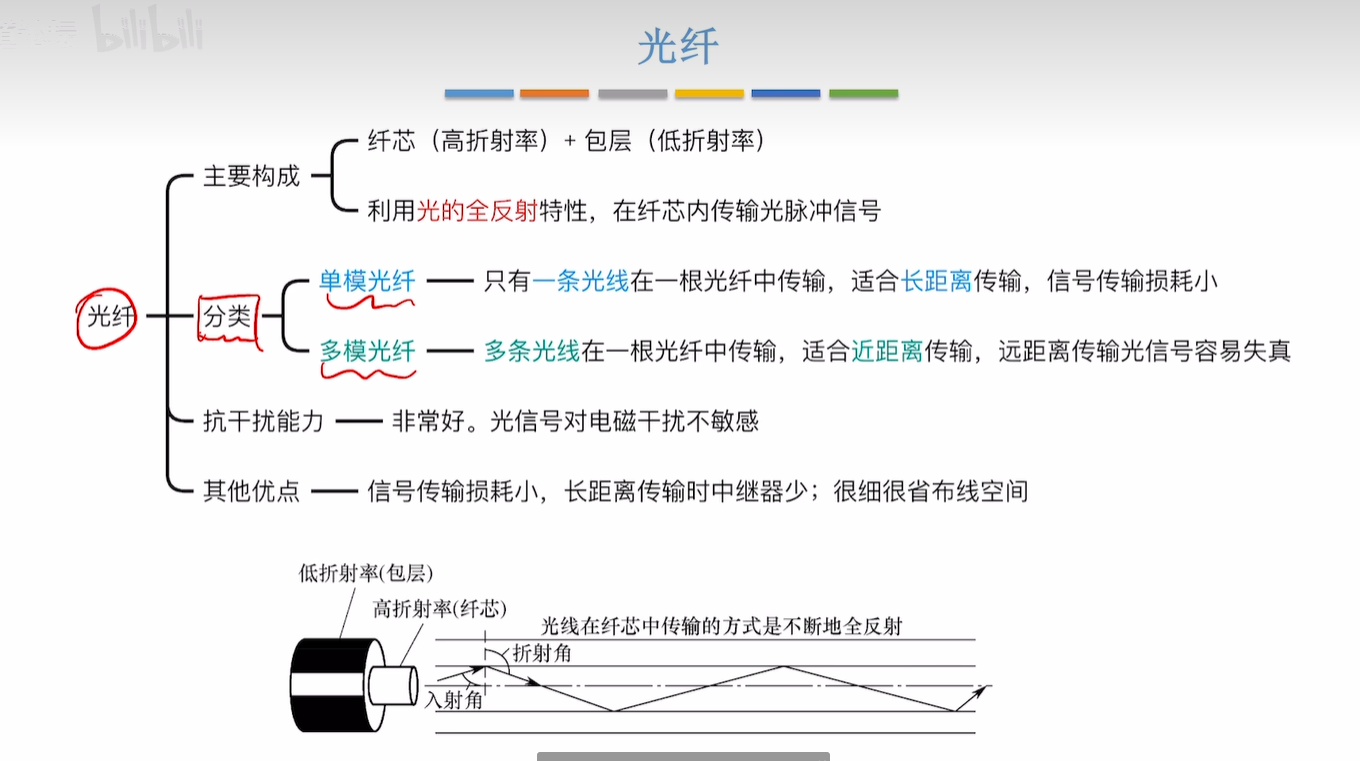 bilibili
光纤
纤芯（高折射率）+ 包层（低折射率）
主要构成
利用光的全反射特性，在纤芯内传输光脉冲信号
单模光纤 只有一条光线在一根光纤中传输，适合长距离传输，信号传输损耗小
光纤 分类
多模光纤 多条光线在一根光纤中传输，适合近距离传输，远距离传输光信号容易失真
抗干扰能力 非常好。光信号对电磁干扰不敏感
其他优点 信号传输损耗小，长距离传输时中继器少；很细很省布线空间
低折射率(包层)
高折射率(纤芯)
光线在纤芯中传输的方式是不断地全反射
折射角
入射角